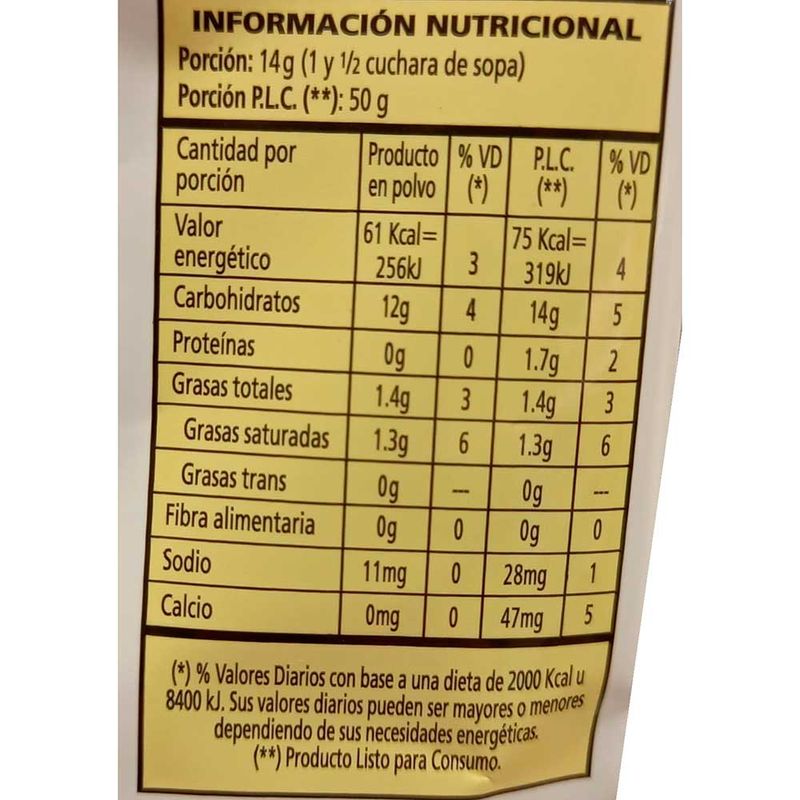 INFORMACIÓN NUTRICIONAL
Porción: 14g (1 y 1/2 cuchara de sopa)
Porción P.L.C. (**): 50 g
Cantidad por porción Producto en polvo % VD (*) P.L.C. (**) % VD (*)
Valor energético 61 Kcal= 256kJ 3 75 Kcal= 319kJ 4
Carbohidratos 12g 4 14g 5
Proteínas 0g 0 1.7g 2
Grasas totales 1.4g 3 1.4g 3
Grasas saturadas 1.3g 6 1.3g 6
Grasas trans 0g --- 0g ---
Fibra alimentaria 0g 0 0g 0
Sodio 11mg 0 28mg 1
Calcio 0mg 0 47mg 5
(*) % Valores Diarios con base a una dieta de 2000 Kcal u
8400 kJ. Sus valores diarios pueden ser mayores o menores
dependiendo de sus necesidades energéticas.
(**) Producto Listo para Consumo.